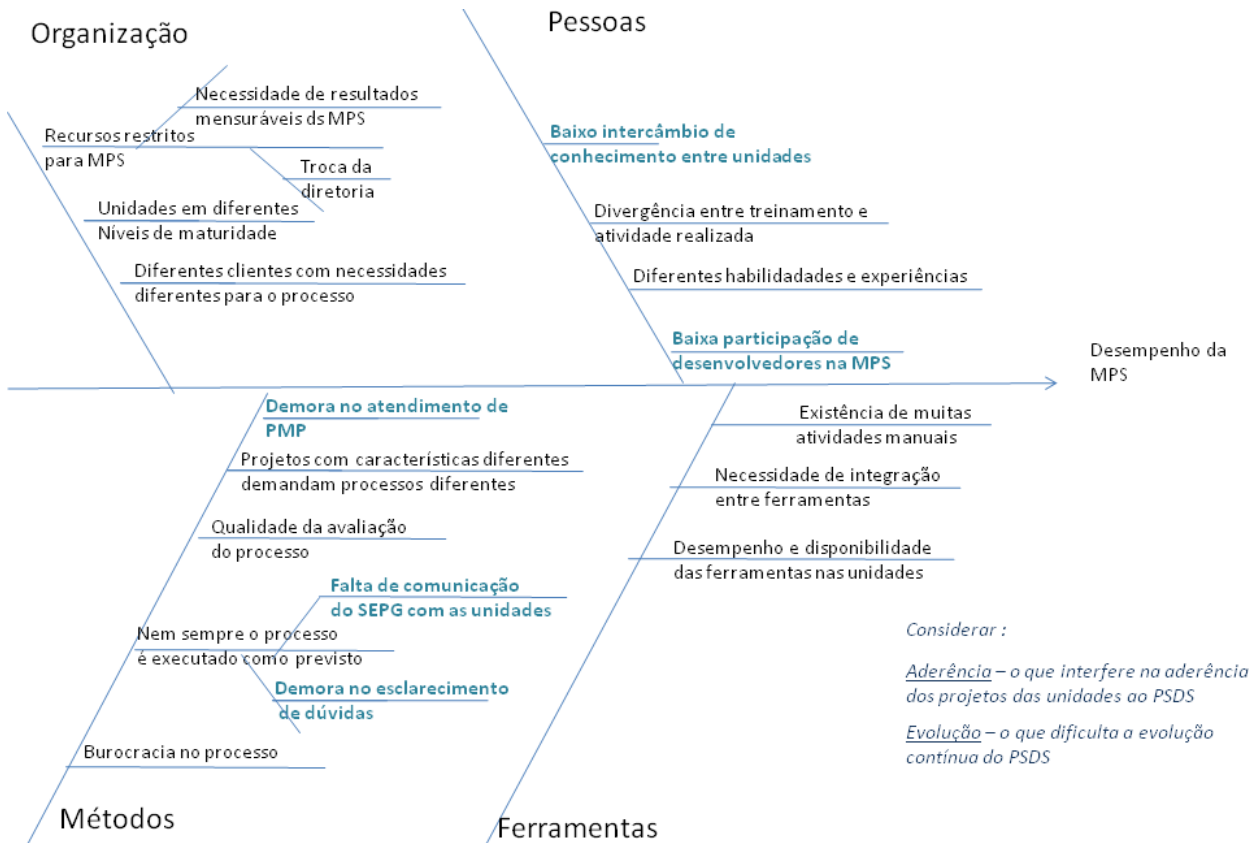 Organização
Necessidade de resultados
mensuráveis ds MPS
Recursos restritos
para MPS
Troca da
diretoria
Unidades em diferentes
Níveis de maturidade
Diferentes clientes com necessidades
diferentes para o processo
Pessoas
Baixo intercâmbio de
conhecimento entre unidades
Divergência entre treinamento e
atividade realizada
Diferentes habilidadades e experiências
Baixa participação de
desenvolvedores na MPS
Desempenho da
MPS
Demora no atendimento de
PMP
Projetos com características diferentes
demandam processos diferentes
Qualidade da avaliação
do processo
Falta de comunicação
do SEPG com as unidades
Nem sempre o processo
é executado como previsto
Demora no esclarecimento
de dúvidas
Burocracia no processo
Métodos
Existência de muitas
atividades manuais
Necessidade de integração
entre ferramentas
Desempenho e disponibilidade
das ferramentas nas unidades
Ferramentas
Considerar :
Aderência – o que interfere na aderência
dos projetos das unidades ao PSDS
Evolução – o que dificulta a evolução
contínua do PSDS